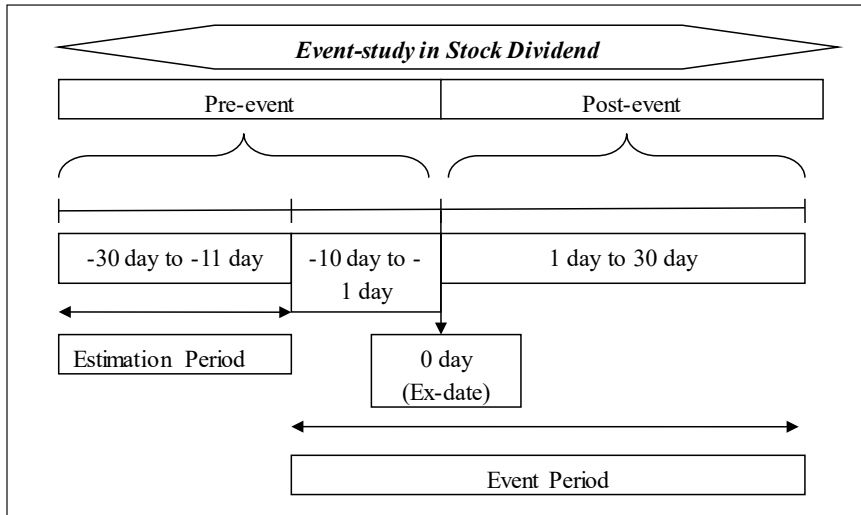 Event-study in Stock Dividend
Pre-event
Post-event
-30 day to -11 day
-10 day to -
1 day
1 day to 30 day
Estimation Period
0 day
(Ex-date)
Event Period